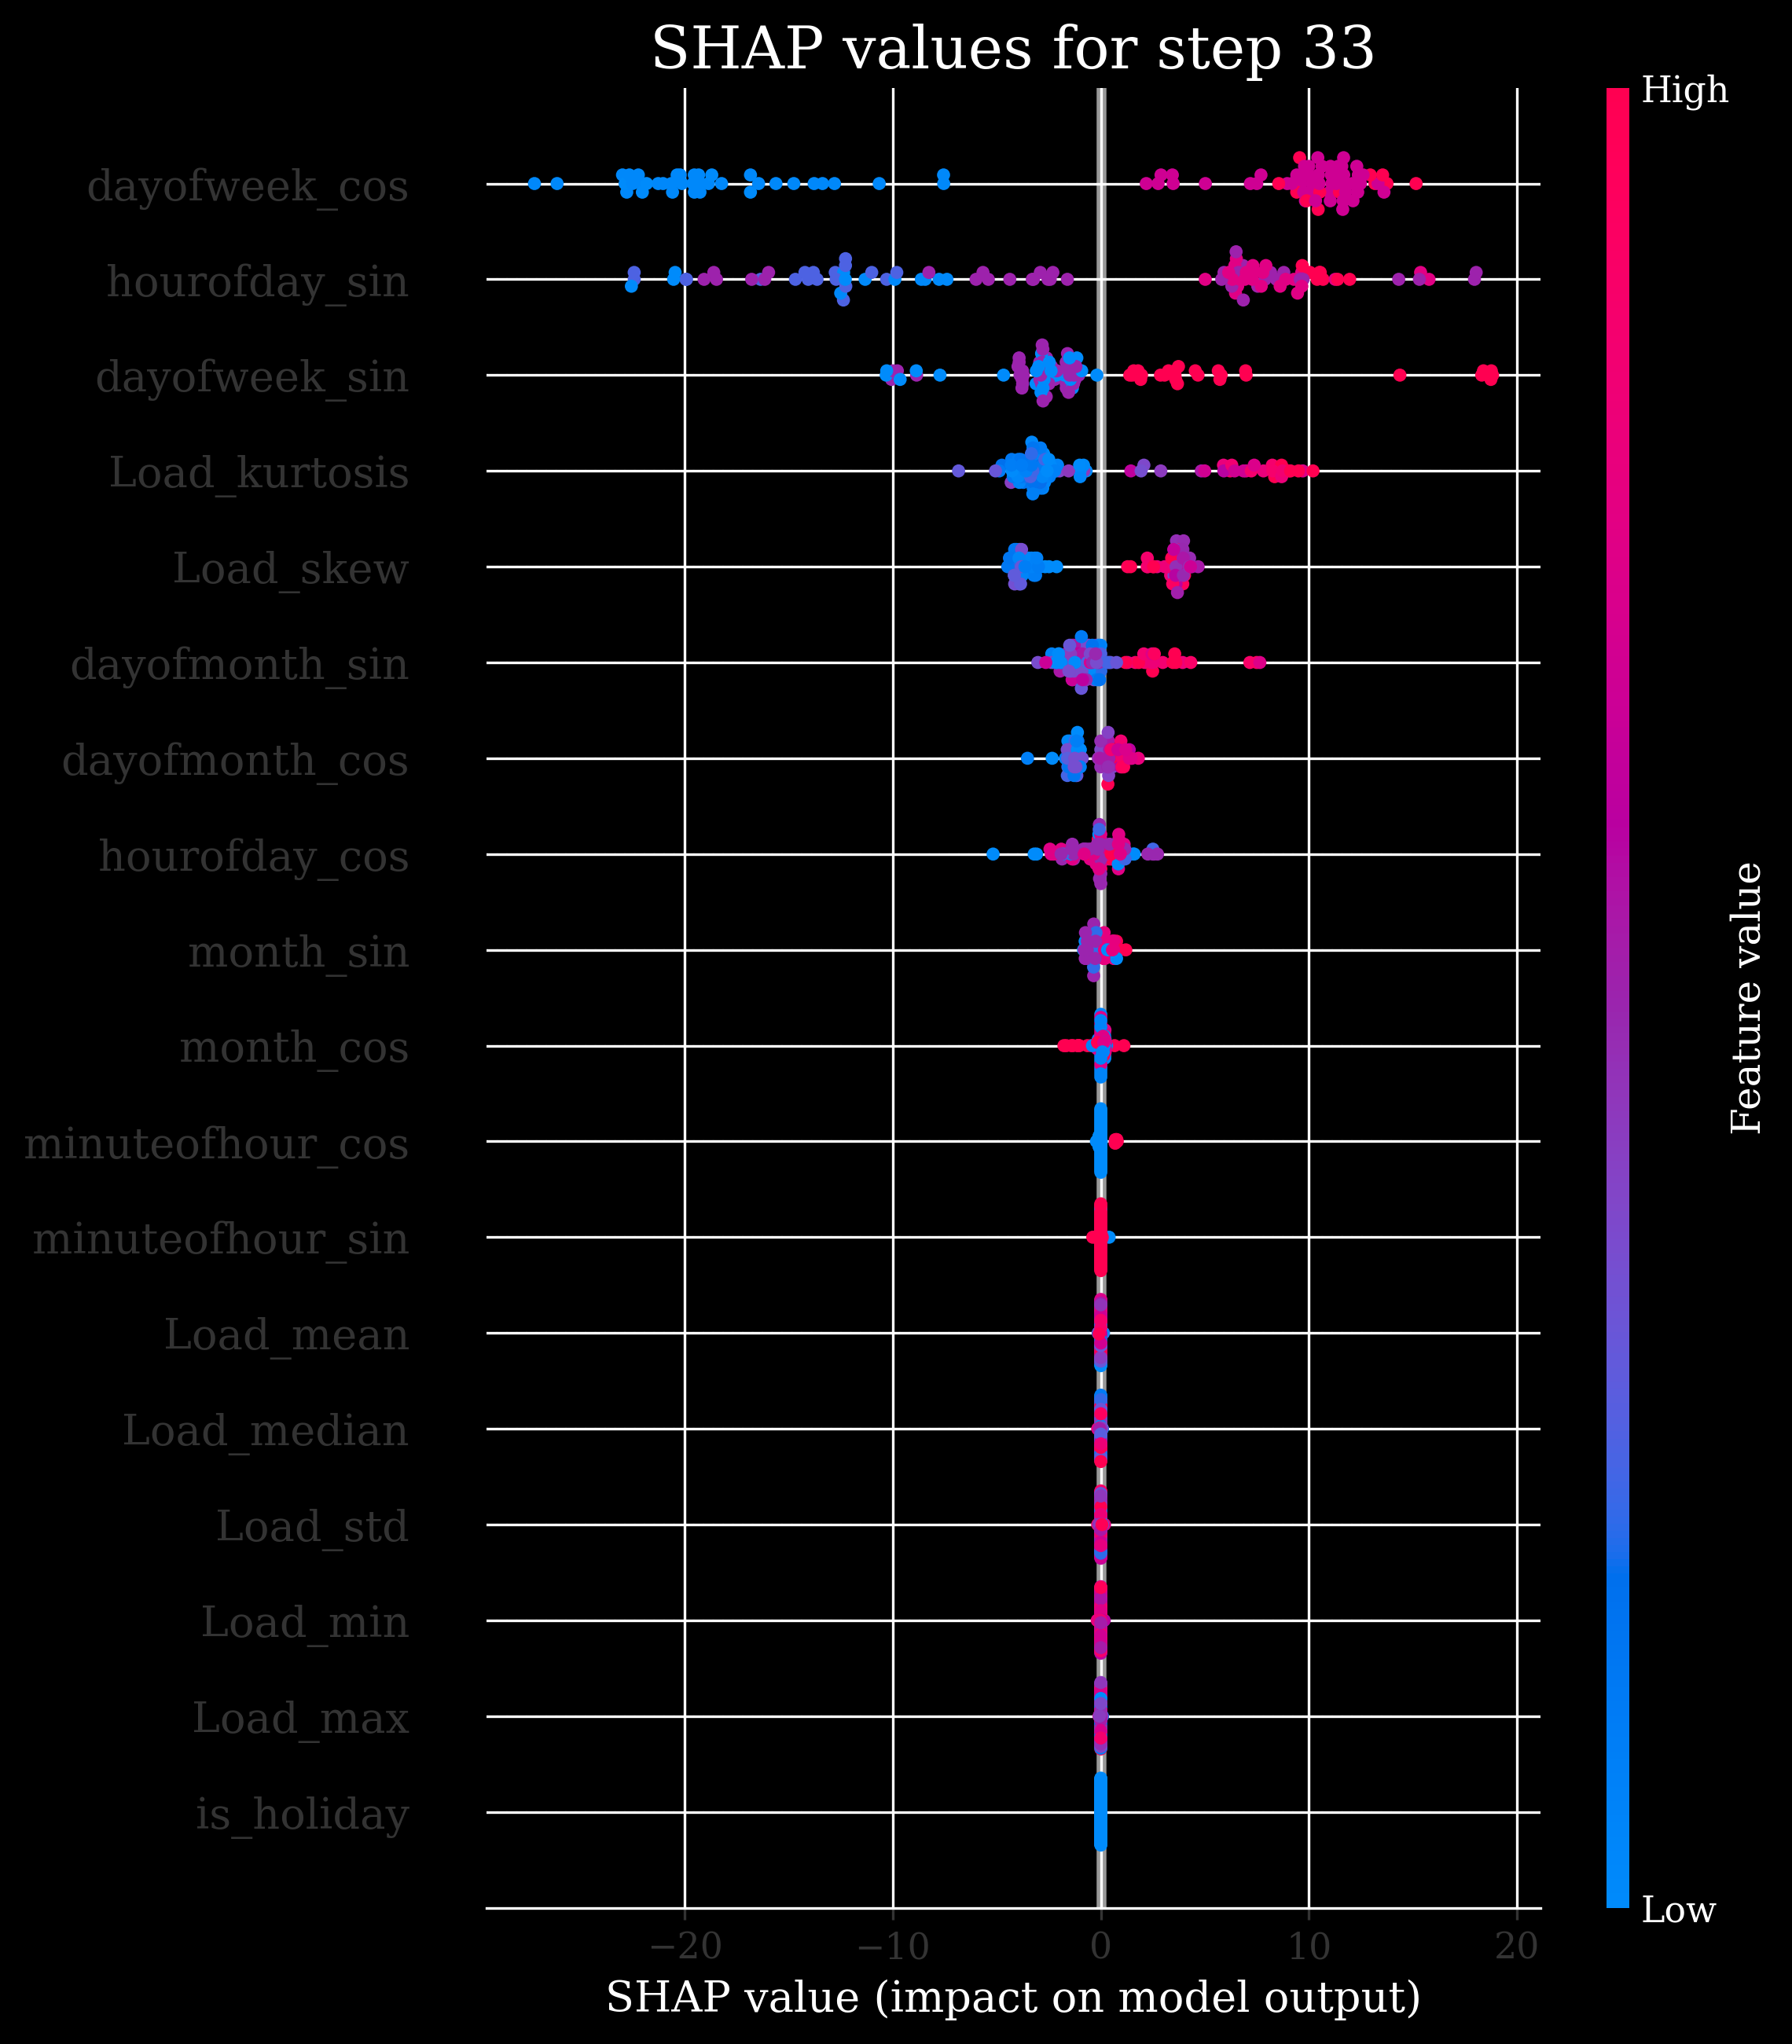 SHAP values for step 33
High
dayofweek_cos
hourofday_sin
dayofweek_sin
Load_kurtosis
Load_skew
dayofmonth_sin
dayofmonth_cos
hourofday_cos
month_sin
month_cos
minuteofhour_cos
minuteofhour_sin
Load_mean
Load_median
Load_std
Load_min
Load_max
is_holiday
Feature value
Low
−20 −10 0 10 20
SHAP value (impact on model output)